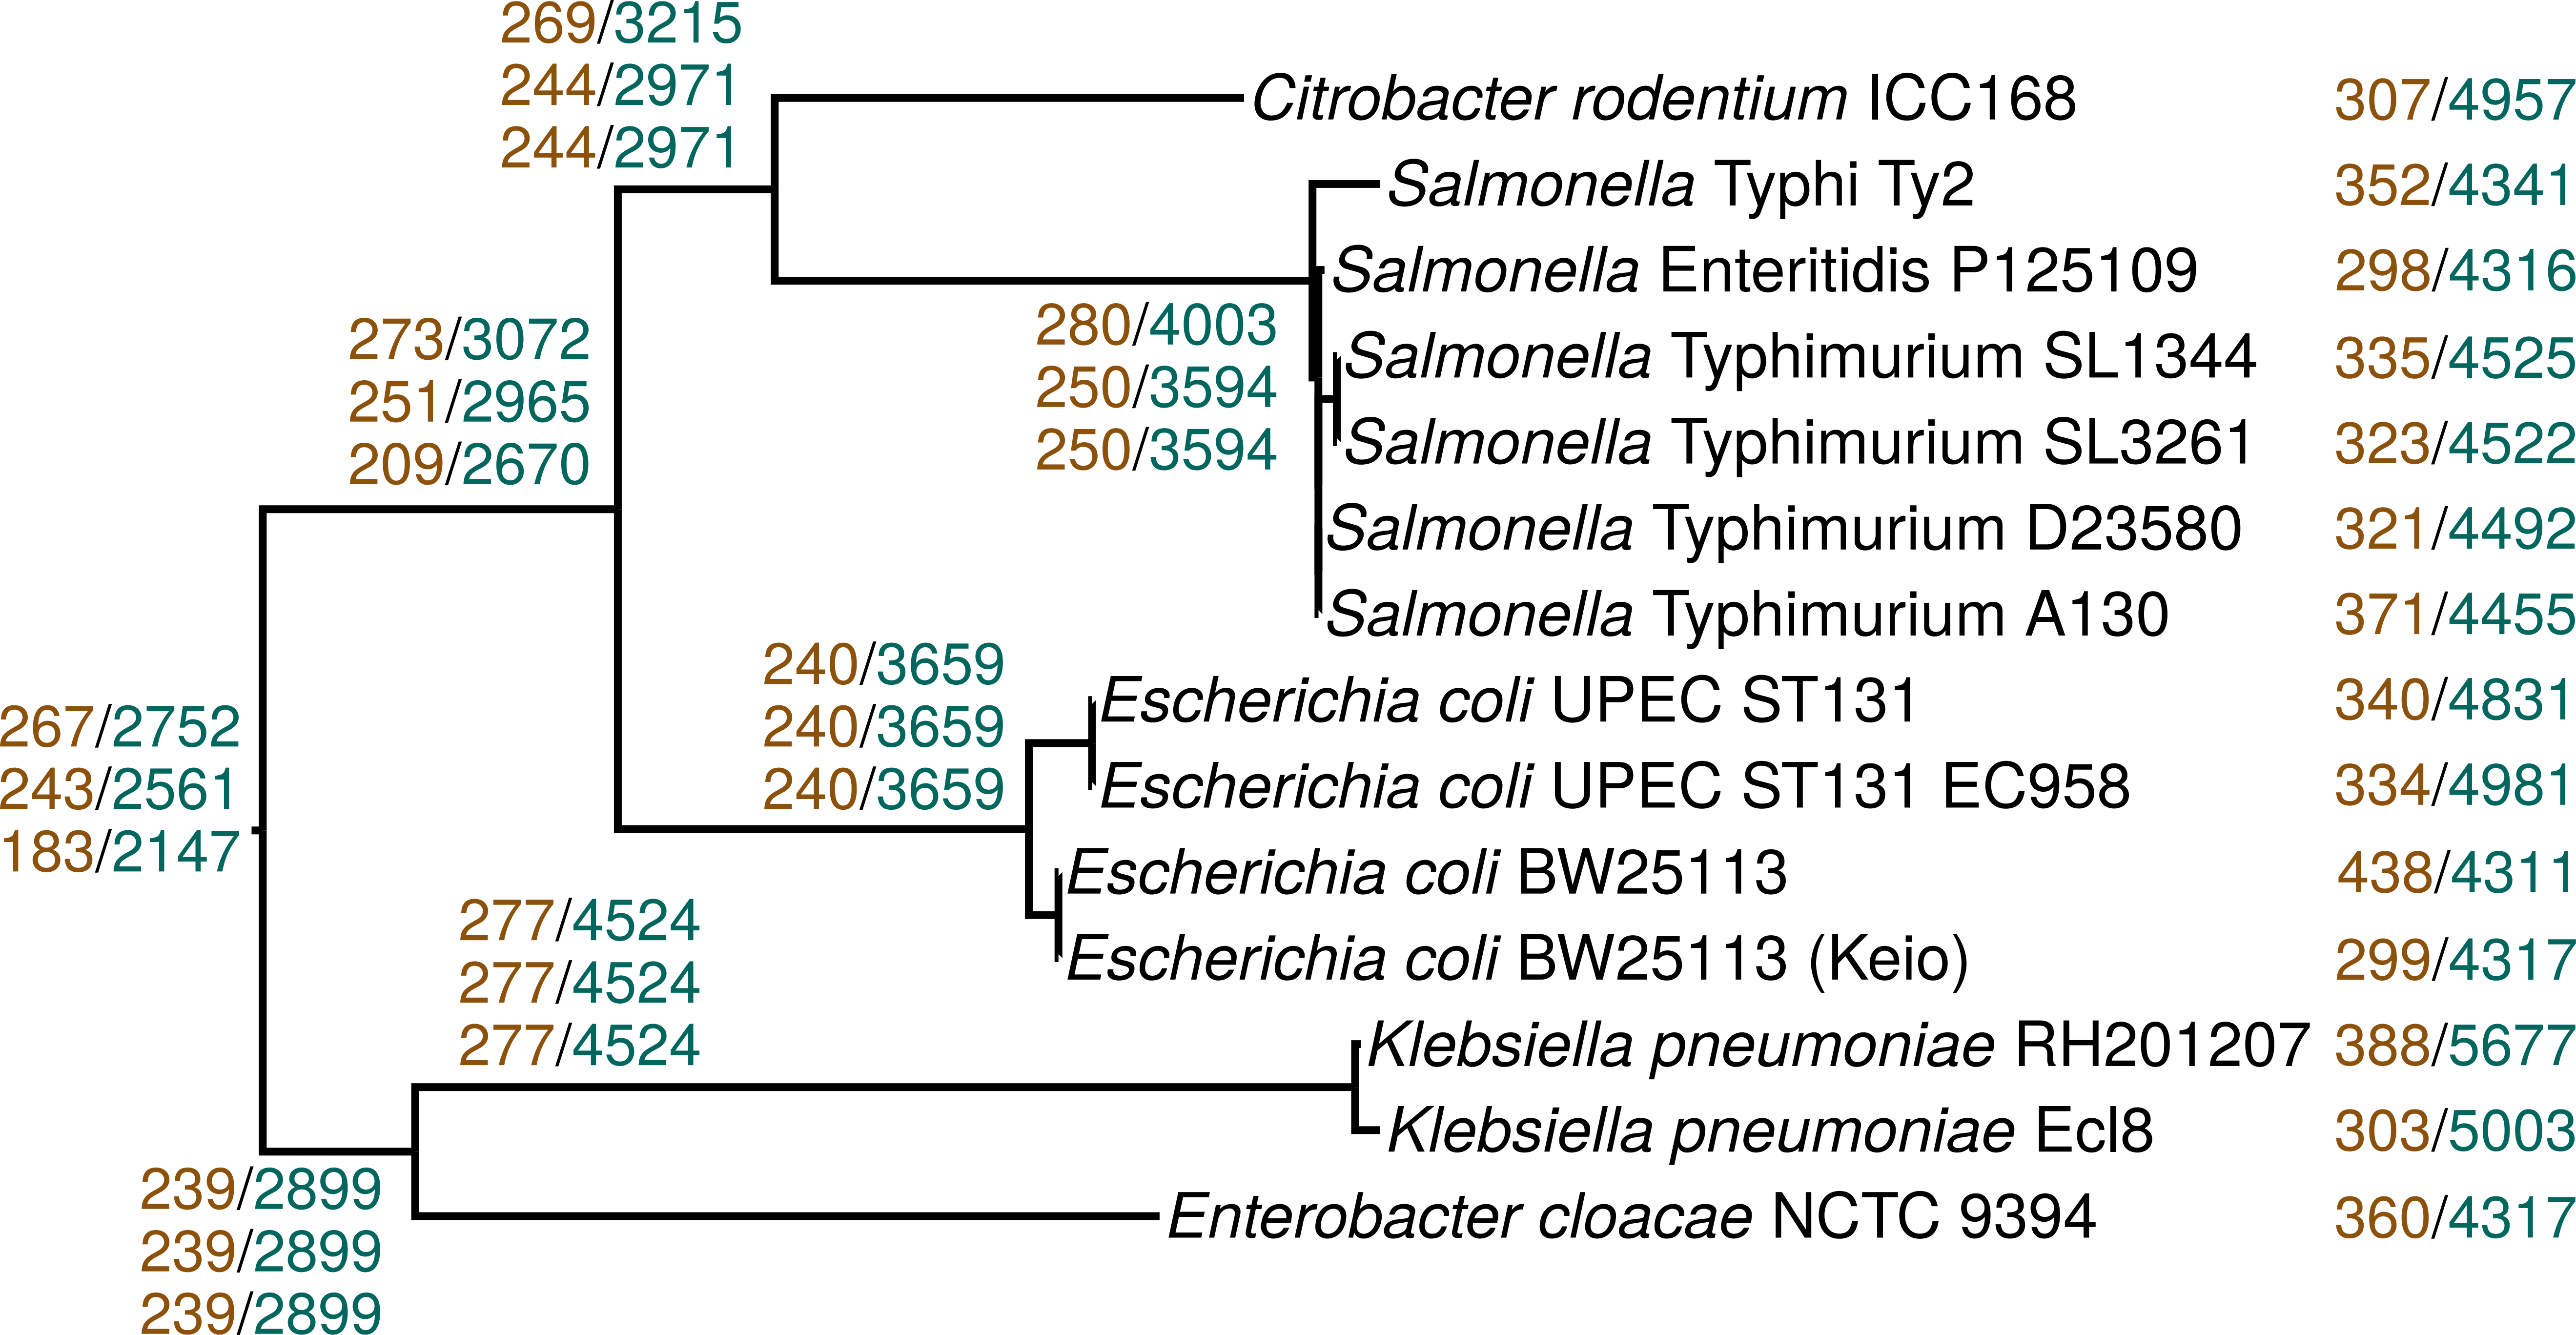 269/3215
244/2971
244/2971
Citrobacter rodentium ICC168 307/4957
Salmonella Typhi Ty2 352/4341
Salmonella Enteritidis P125109 298/4316
273/3072
251/2965
209/2670
280/4003
250/3594
250/3594
Salmonella Typhimurium SL1344 335/4525
Salmonella Typhimurium SL3261 323/4522
Salmonella Typhimurium D23580 321/4492
Salmonella Typhimurium A130 371/4455
240/3659
240/3659
240/3659
Escherichia coli UPEC ST131 340/4831
Escherichia coli UPEC ST131 EC958 334/4981
267/2752
243/2561
183/2147
Escherichia coli BW25113 438/4311
Escherichia coli BW25113 (Keio) 299/4317
277/4524
277/4524
277/4524
Klebsiella pneumoniae RH201207 388/5677
Klebsiella pneumoniae Ecl8 303/5003
Enterobacter cloacae NCTC 9394 360/4317
239/2899
239/2899
239/2899